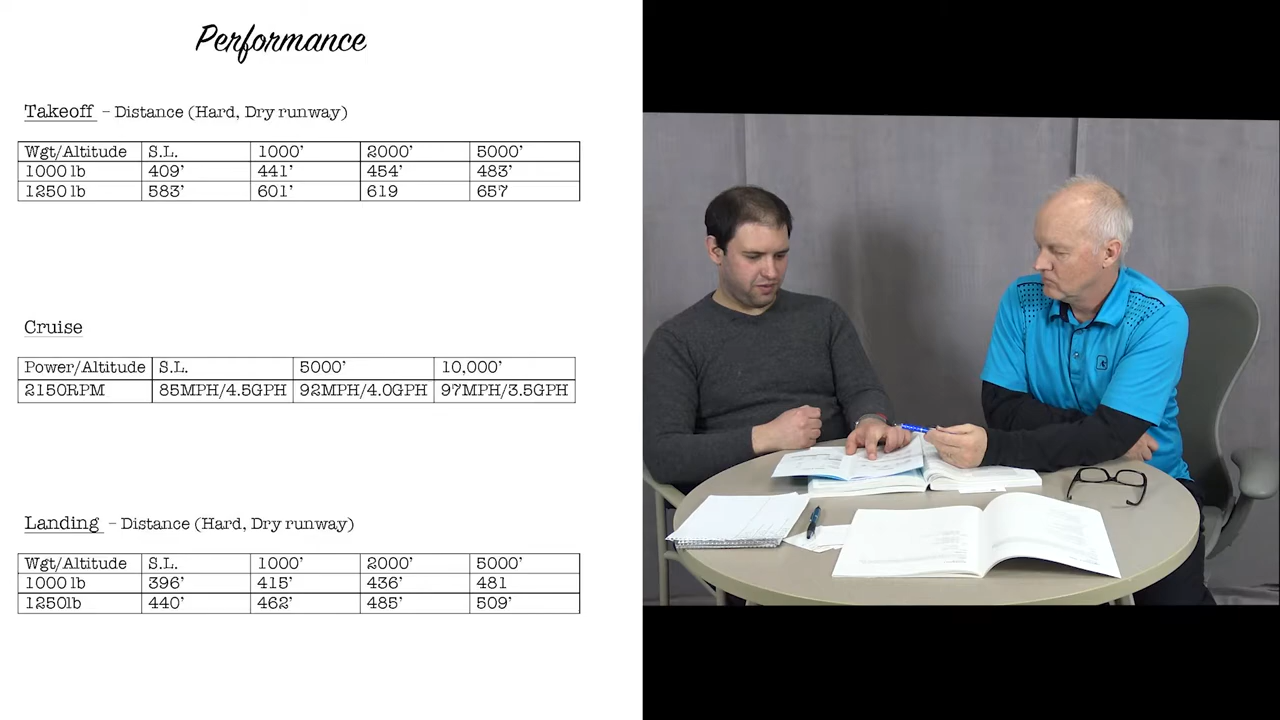 Performance
Takeoff – Distance (Hard, Dry runway)
Wgt/Altitude S.L. 1000' 2000' 5000'
1000 lb 409' 441' 454' 483'
1250 lb 583' 601' 619 657
Cruise
Power/Altitude S.L. 5000' 10,000'
2150RPM 85MPH/4.5GPH 92MPH/4.0GPH 97MPH/3.5GPH
Landing – Distance (Hard, Dry runway)
Wgt/Altitude S.L. 1000' 2000' 5000'
1000 lb 396' 415' 436' 481
1250lb 440' 462' 485' 509'